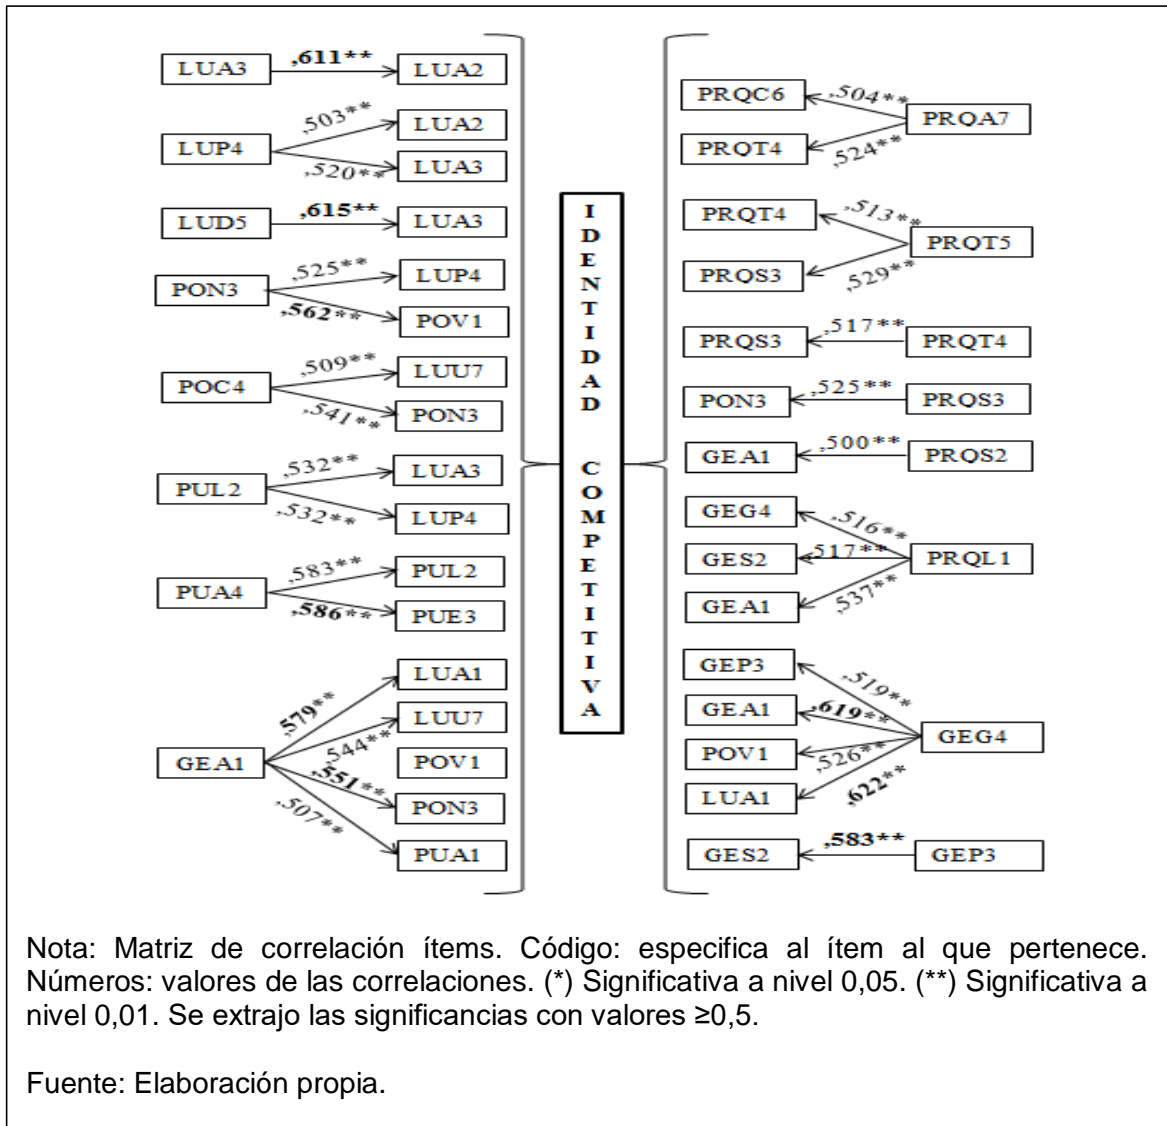 LUA3 ,611** LUA2
LUP4 ,503** LUA2
,520** LUA3
LUD5 ,615** LUA3
PON3 ,525** LUP4
,562** POV1
POC4 ,509** LUU7
,541** PON3
PUL2 ,532** LUA3
,532** LUP4
PUA4 ,583** PUL2
,586** PUE3
GEA1 ,579** LUA1
,544** LUU7
POV1
,551** PON3
,507** PUA1
IDENTIDAD COMPETITIVA
PRQC6 ,504** PRQA7
PRQT4 ,524**
PRQT4 ,513** PRQT5
PRQS3 ,529**
PRQS3 ,517** PRQT4
PON3 ,525** PRQS3
GEA1 ,500** PRQS2
GEG4 ,516** PRQL1
GES2 ,517**
GEA1 ,537**
GEP3 ,519** GEG4
GEA1 ,619**
POV1 ,526**
LUA1 ,622**
GES2 ,583** GEP3
Nota: Matriz de correlación ítems. Código: especifica al ítem al que pertenece.
Números: valores de las correlaciones. (*) Significativa a nivel 0,05. (**) Significativa a
nivel 0,01. Se extrajo las significancias con valores ≥0,5.
Fuente: Elaboración propia.